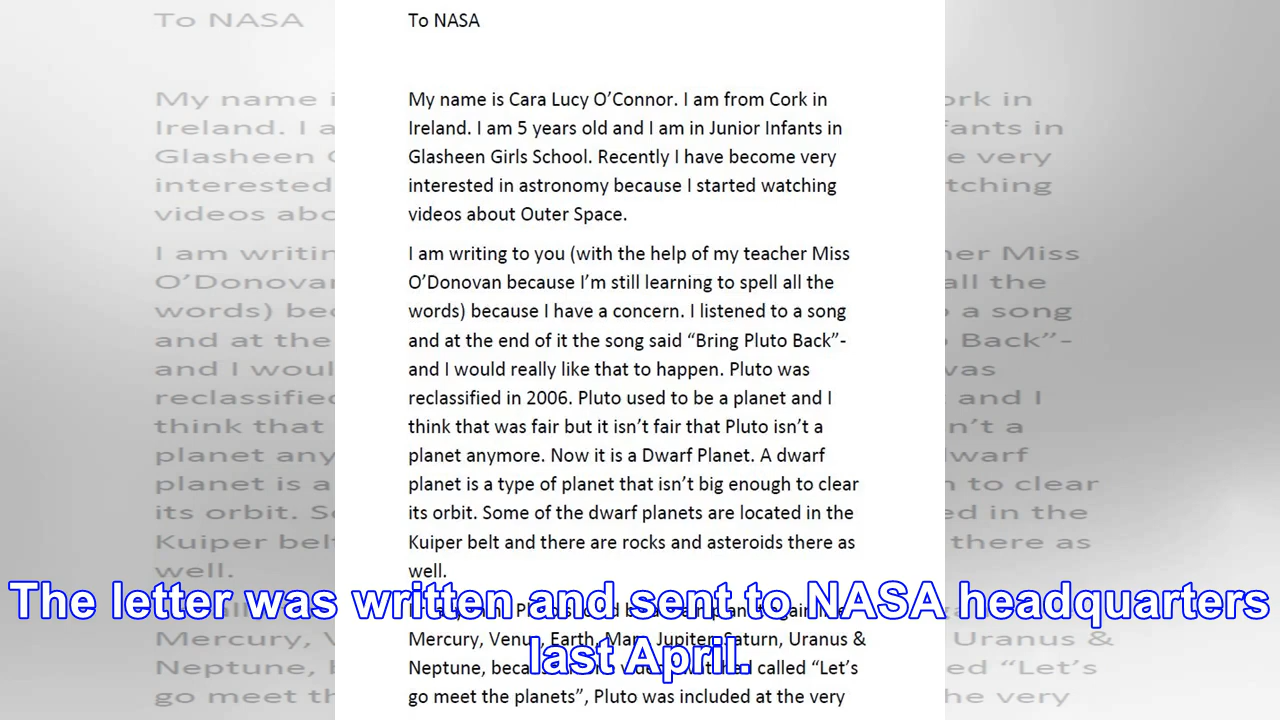 To NASA
My name is Cara Lucy O’Connor. I am from Cork in
Ireland. I am 5 years old and I am in Junior Infants in
Glasheen Girls School. Recently I have become very
interested in astronomy because I started watching
videos about Outer Space.
I am writing to you (with the help of my teacher Miss
O’Donovan because I’m still learning to spell all the
words) because I have a concern. I listened to a song
and at the end of it the song said “Bring Pluto Back”-
and I would really like that to happen. Pluto was
reclassified in 2006. Pluto used to be a planet and I
think that was fair but it isn’t fair that Pluto isn’t a
planet anymore. Now it is a Dwarf Planet. A dwarf
planet is a type of planet that isn’t big enough to clear
its orbit. Some of the dwarf planets are located in the
Kuiper belt and there are rocks and asteroids there as
well.
Mercury, Venus, Earth, Mars, Jupiter, Saturn, Uranus &
Neptune, called “Let’s
go meet the planets”, Pluto was included at the very
The letter was written and sent to NASA headquarters
last April.